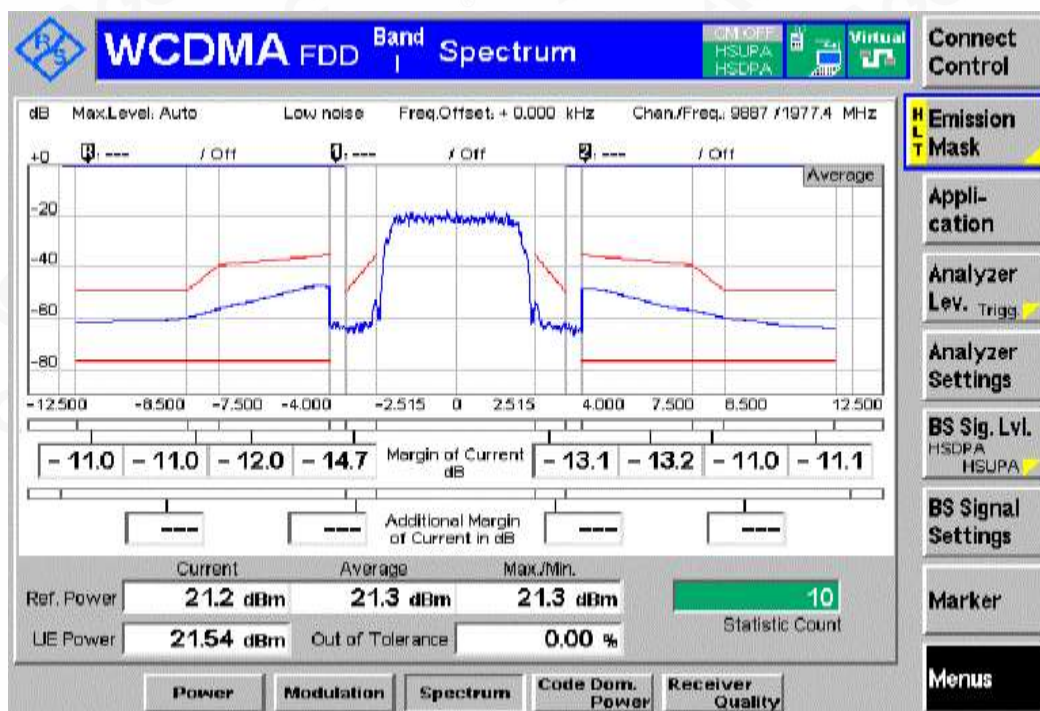 R S
WCDMA FDD Band I Spectrum
CM OFF
HSUPA
HSDPA
Virtual
Connect
Control
dB Max.Level: Auto Low noise Freq.Offset: + 0.000 kHz Chan./Freq.: 9887 / 1977.4 MHz
H L T
Emission
Mask
+0 R: --- / Off 1: --- / Off 2: --- / Off
Average
-20
-40
-60
-80
-12.500 -8.500 -7.500 -4.000 -2.515 0 2.515 4.000 7.500 8.500 12.500
Appli-
cation
Analyzer
Lev. Trigg.
Analyzer
Settings
- 11.0 - 11.0 - 12.0 - 14.7 Margin of Current dB - 13.1 - 13.2 - 11.0 - 11.1
BS Sig. Lvl.
HSDPA
HSUPA
--- --- Additional Margin of Current in dB --- ---
BS Signal
Settings
Current Average Max./Min.
Ref. Power 21.2 dBm 21.3 dBm 21.3 dBm 10
Statistic Count
UE Power 21.54 dBm Out of Tolerance 0.00 %
Marker
Menus
Power Modulation Spectrum Code Dom. Power Receiver Quality